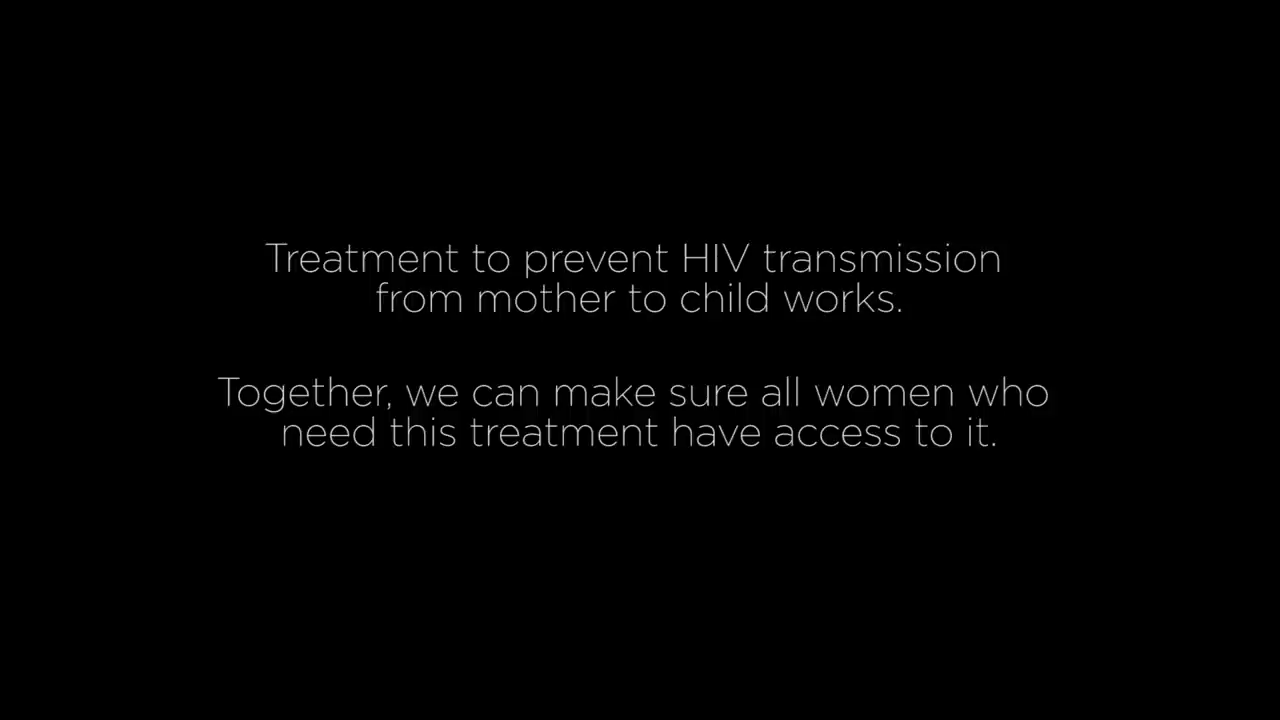 Treatment to prevent HIV transmission
from mother to child works.
Together, we can make sure all women who
need this treatment have access to it.